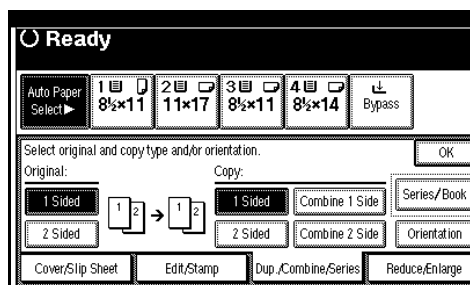 Ready
Auto Paper Select►
1 8½×11
2 11×17
3 8½×11
4 8½×14
Bypass
Select original and copy type and/or orientation.
OK
Original:
Copy:
1 Sided
1 2 → 1 2
1 Sided
Combine 1 Side
Series/Book
2 Sided
2 Sided
Combine 2 Side
Orientation
Cover/Slip Sheet
Edit/Stamp
Dup./Combine/Series
Reduce/Enlarge